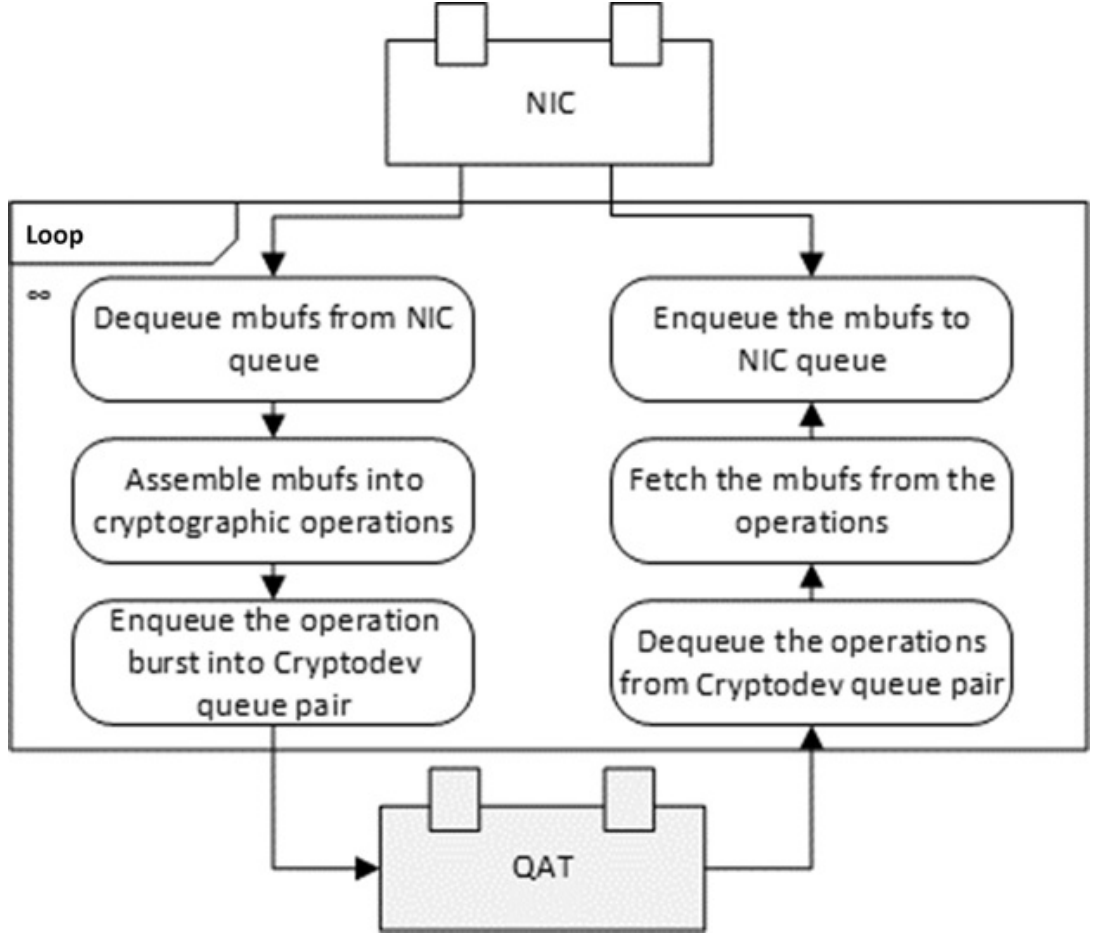 NIC
Loop
∞
Dequeue mbufs from NIC
queue
Assemble mbufs into
cryptographic operations
Enqueue the operation
burst into Cryptodev
queue pair
Enqueue the mbufs to
NIC queue
Fetch the mbufs from the
operations
Dequeue the operations
from Cryptodev queue pair
QAT